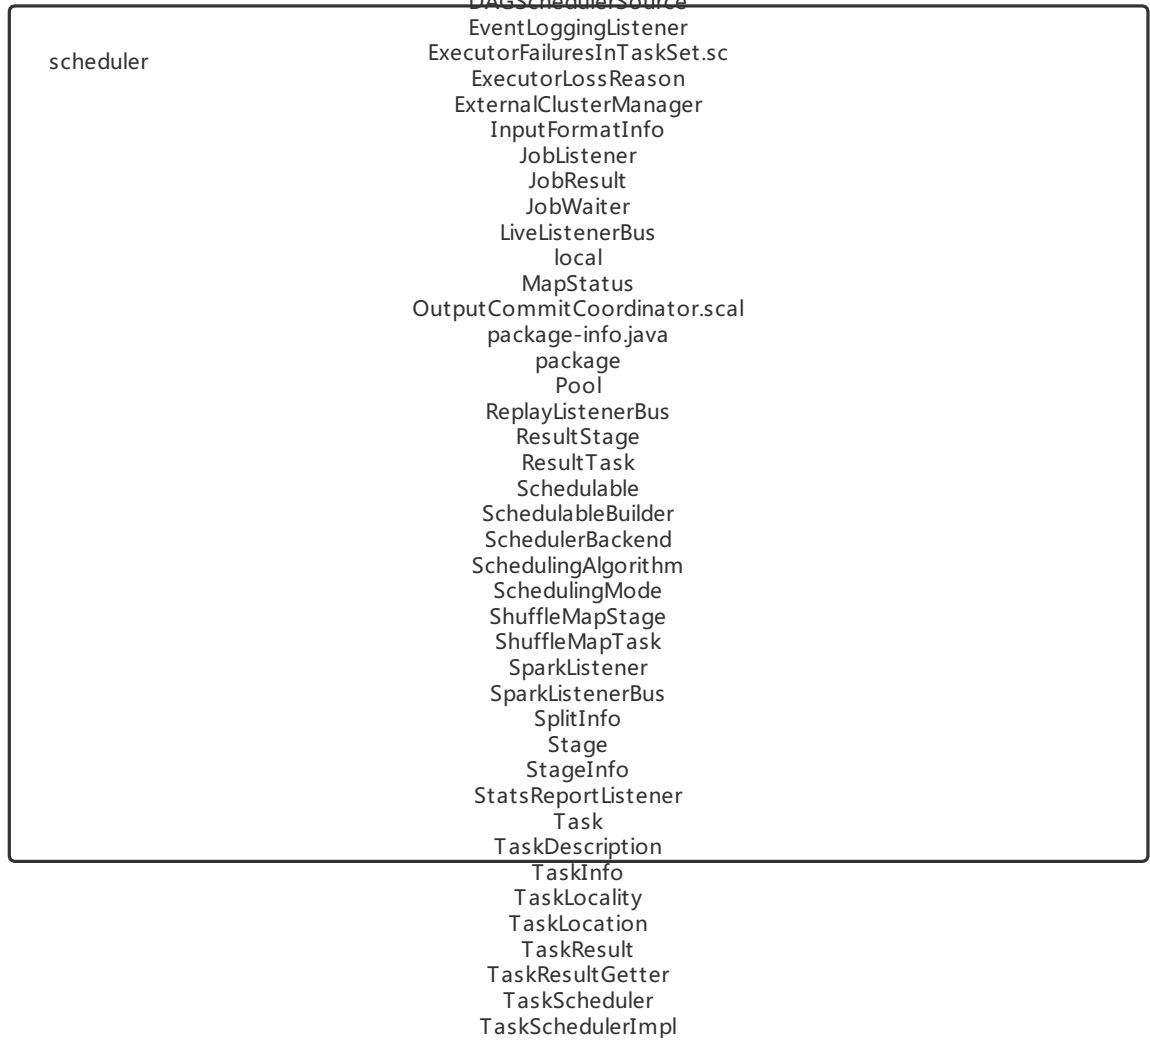 DAGSchedulerSource
EventLoggingListener
scheduler
ExecutorFailuresInTaskSet.sc
ExecutorLossReason
ExternalClusterManager
InputFormatInfo
JobListener
JobResult
JobWaiter
LiveListenerBus
local
MapStatus
OutputCommitCoordinator.scal
package-info.java
package
Pool
ReplayListenerBus
ResultStage
ResultTask
Schedulable
SchedulableBuilder
SchedulerBackend
SchedulingAlgorithm
SchedulingMode
ShuffleMapStage
ShuffleMapTask
SparkListener
SparkListenerBus
SplitInfo
Stage
StageInfo
StatsReportListener
Task
TaskDescription
TaskInfo
TaskLocality
TaskLocation
TaskResult
TaskResultGetter
TaskScheduler
TaskSchedulerImpl